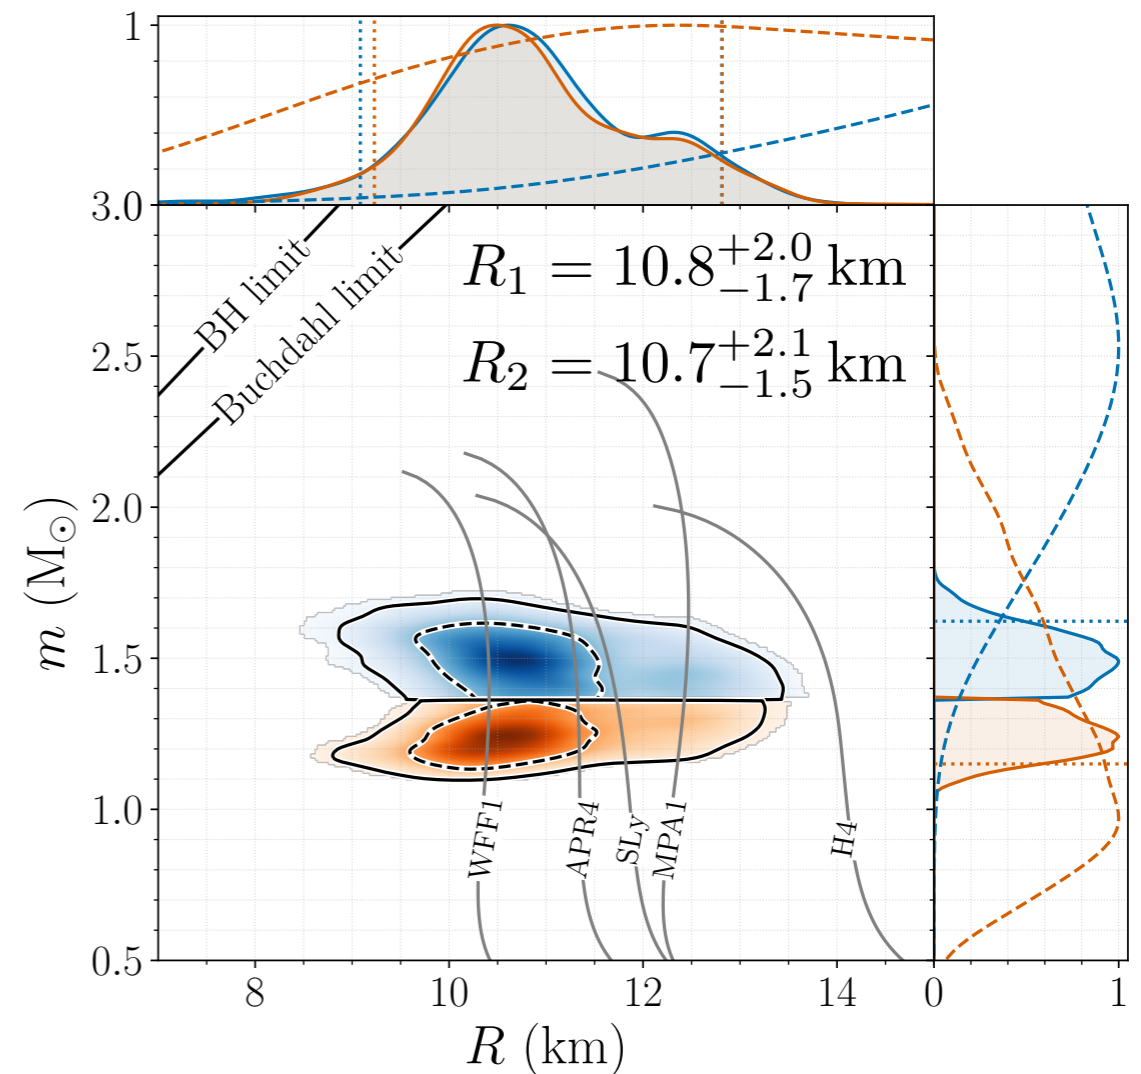 1
3.0
BH limit
Buchdahl limit
R₁ = 10.8⁺²·⁰₋₁.₇ km
R₂ = 10.7⁺²·¹₋₁.₅ km
2.5
2.0
m (M⊙)
1.5
1.0
WFF1
APR4
SLy
MPA1
H4
0.5
8 10 12 14 0 1
R (km)